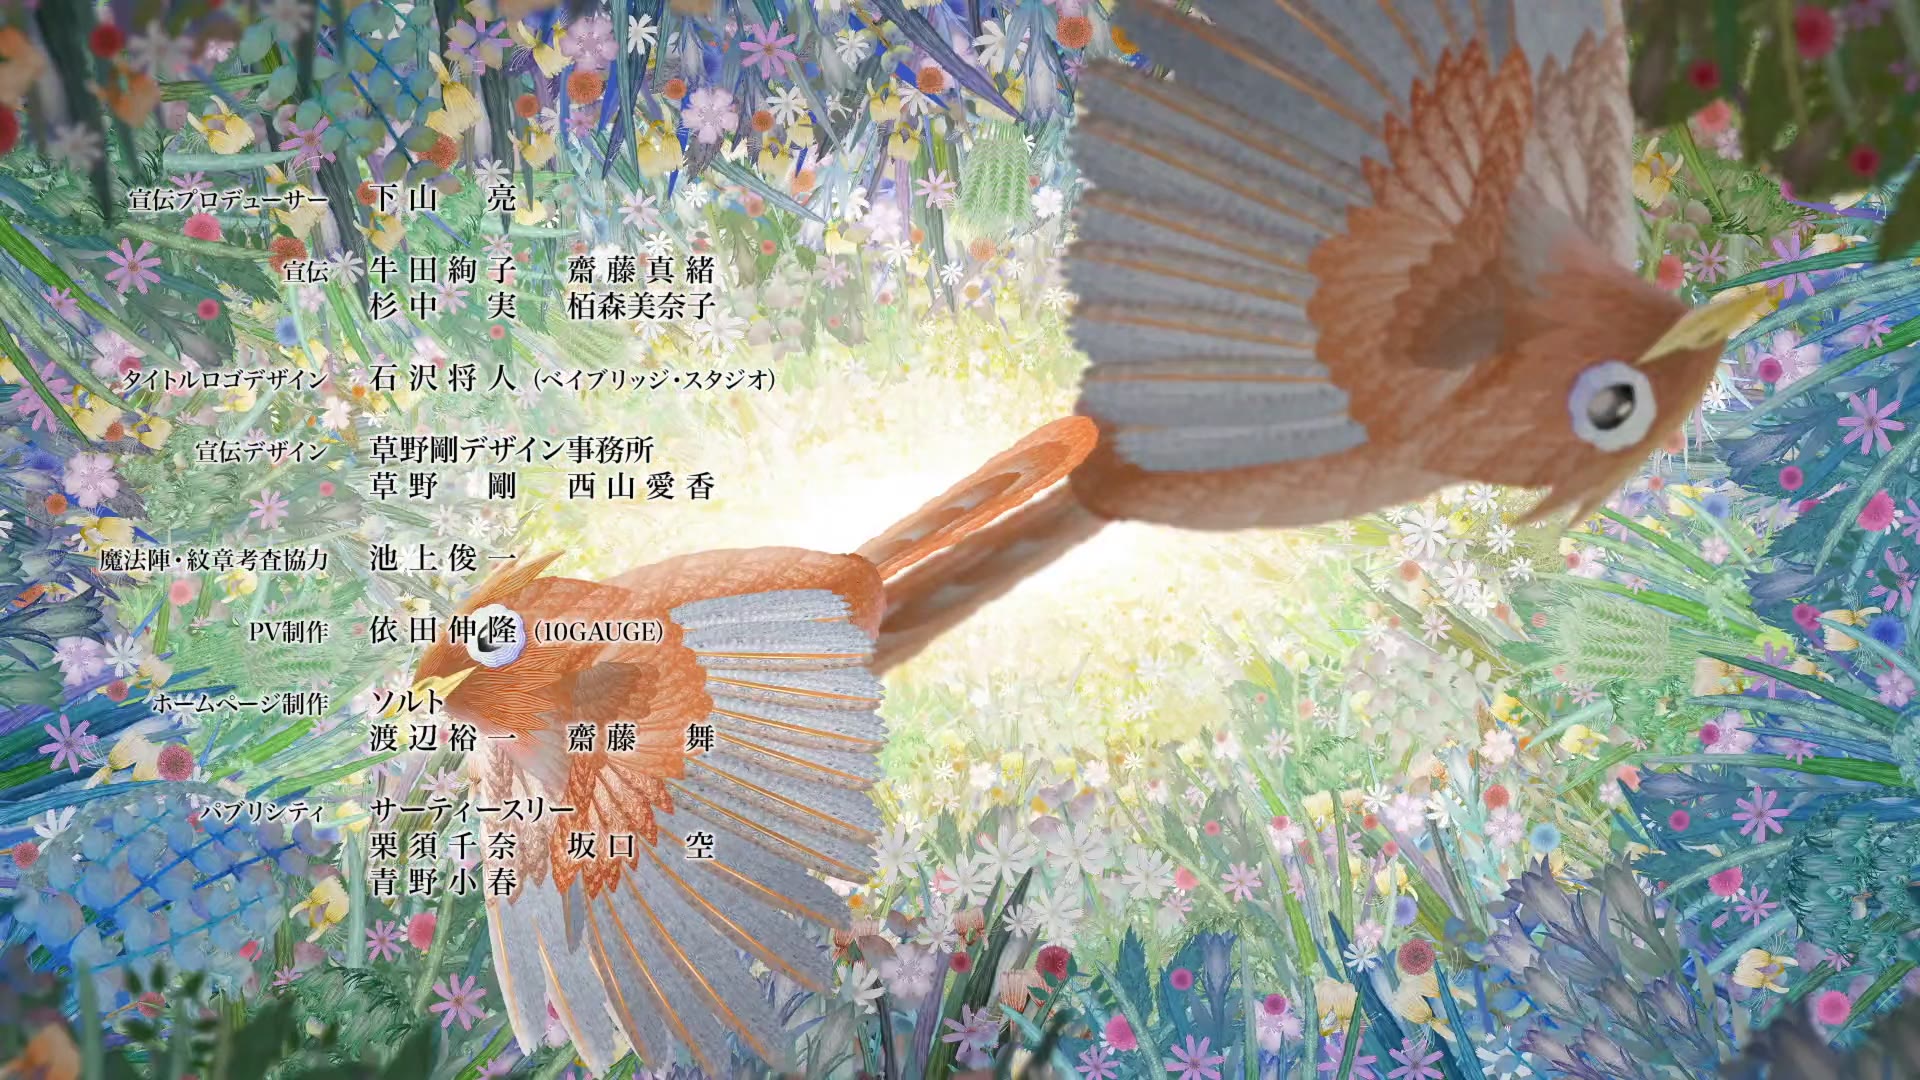 宣伝プロデューサー 下山 亮
宣伝 牛田絢子 齋藤真緒
杉中 実 栢森美奈子
タイトルロゴデザイン 石沢将人（ベイブリッジ・スタジオ）
宣伝デザイン 草野剛デザイン事務所
草野 剛 西山愛香
魔法陣・紋章考査協力 池上俊一
PV制作 依田伸隆（10GAUGE）
ホームページ制作 ソルト
渡辺裕一 齋藤 舞
パブリシティ サーティースリー
栗須千奈 坂口 空
青野小春